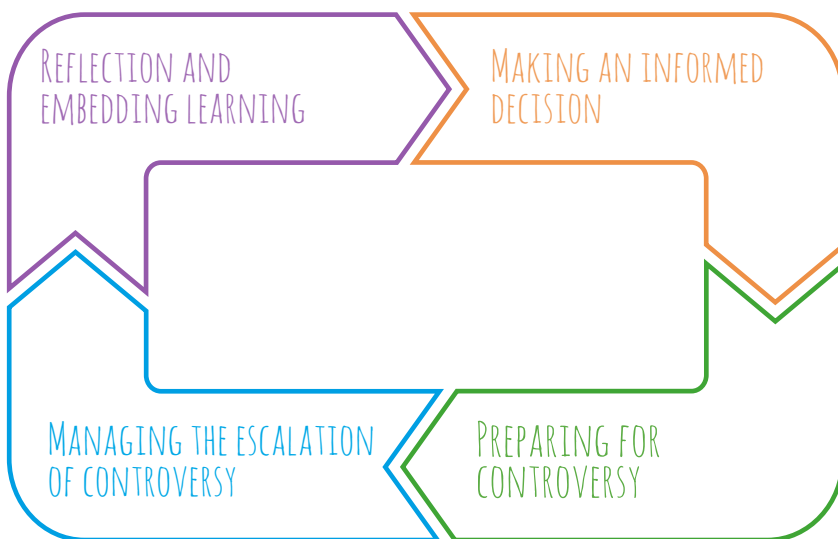 REFLECTION AND
EMBEDDING LEARNING
MAKING AN INFORMED
DECISION
MANAGING THE ESCALATION
OF CONTROVERSY
PREPARING FOR
CONTROVERSY